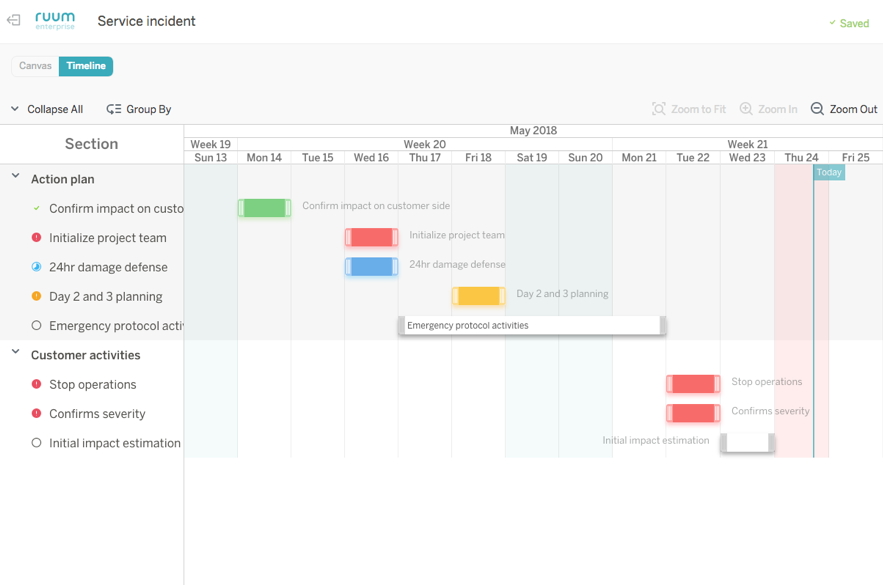 ruum
enterprise
Service incident
Saved
Canvas
Timeline
Collapse All
Group By
Zoom to Fit
Zoom In
Zoom Out
Section
May 2018
Week 19
Week 20
Week 21
Sun 13
Mon 14
Tue 15
Wed 16
Thu 17
Fri 18
Sat 19
Sun 20
Mon 21
Tue 22
Wed 23
Thu 24
Fri 25
Today
Action plan
Confirm impact on custo
Confirm impact on customer side
Initialize project team
Initialize project team
24hr damage defense
24hr damage defense
Day 2 and 3 planning
Day 2 and 3 planning
Emergency protocol activ
Emergency protocol activities
Customer activities
Stop operations
Stop operations
Confirms severity
Confirms severity
Initial impact estimation
Initial impact estimation